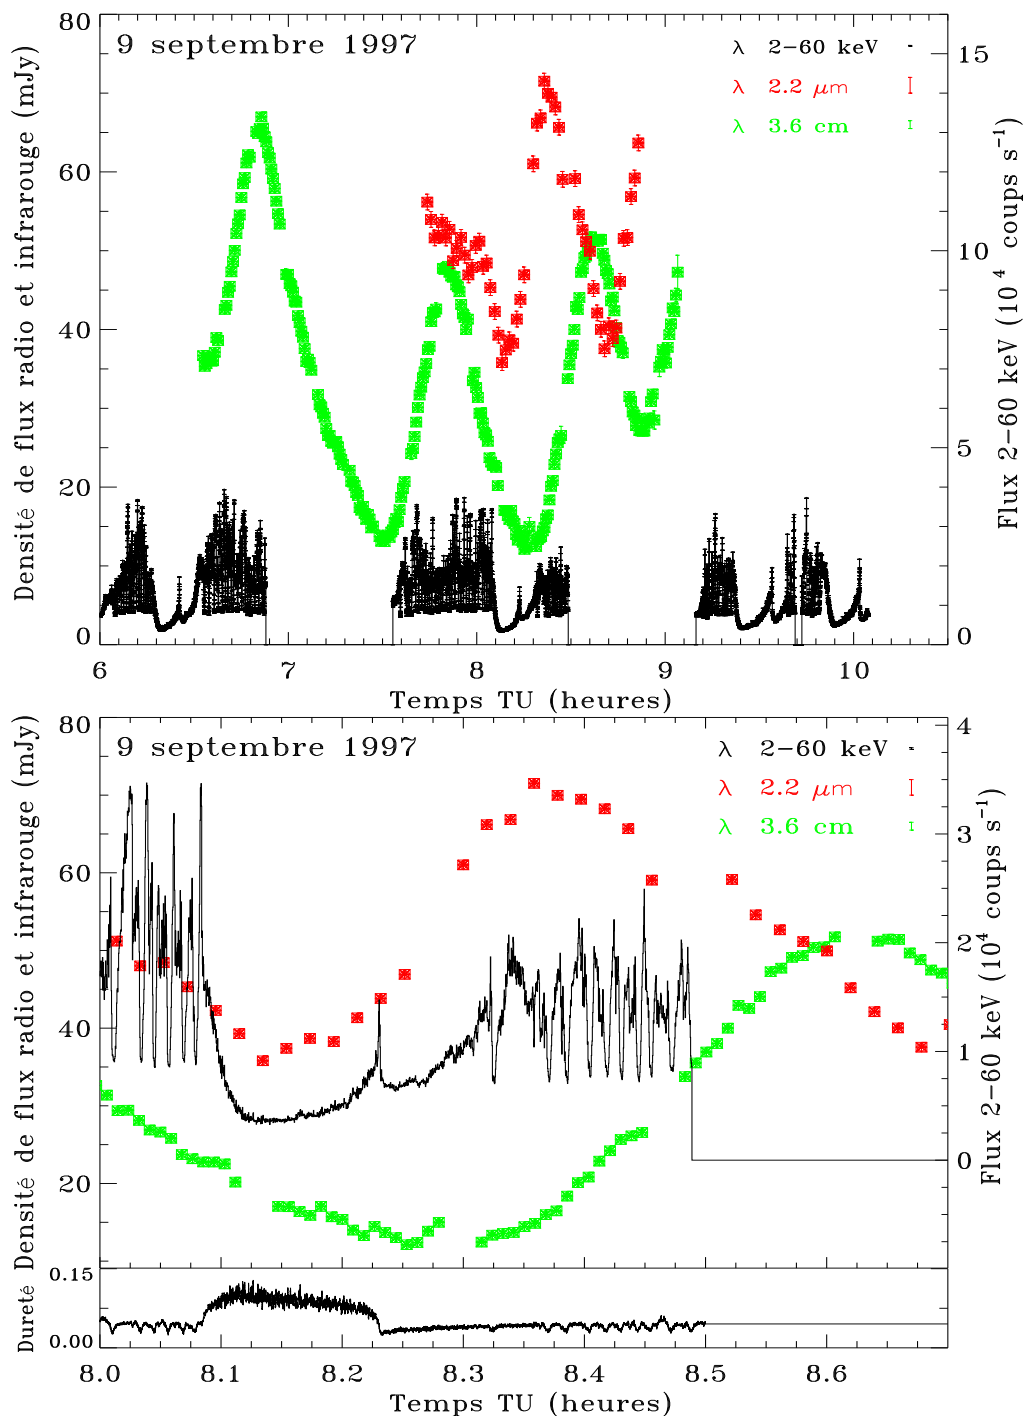 80
9 septembre 1997
λ 2−60 keV
λ 2.2 μm
λ 3.6 cm
15
60
10
40
5
20
0
0
6 7 8 9 10
Temps TU (heures)
Densité de flux radio et infrarouge (mJy)
Flux 2−60 keV (10⁴ coups s⁻¹)
80
9 septembre 1997
λ 2−60 keV
λ 2.2 μm
λ 3.6 cm
4
3
60
2
40
1
20
0
Densité de flux radio et infrarouge (mJy)
Flux 2−60 keV (10⁴ coups s⁻¹)
0.15
0.00
Dureté
8.0 8.1 8.2 8.3 8.4 8.5 8.6
Temps TU (heures)